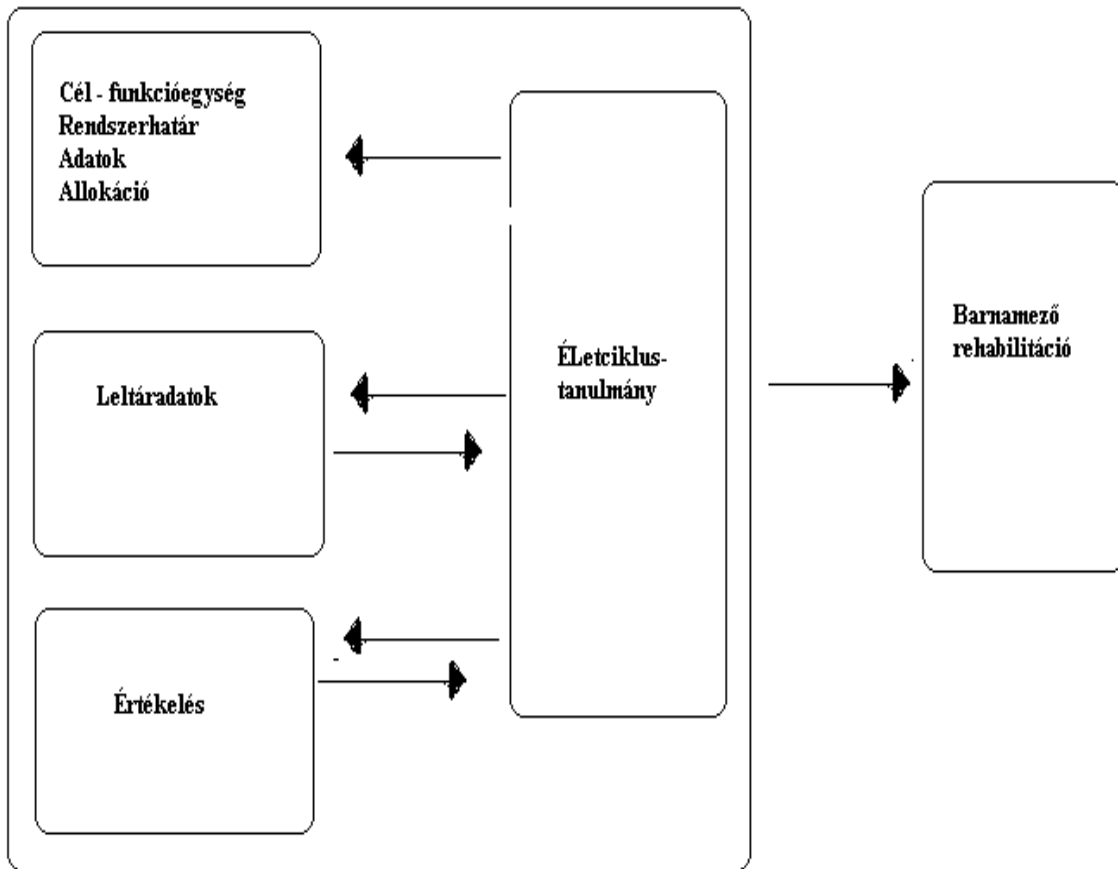 Cél - funkcióegység
Rendszerhatár
Adatok
Allokáció
Leltáradatok
Értékelés
ÉLetciklus-
tanulmány
Barnamező
rehabilitáció